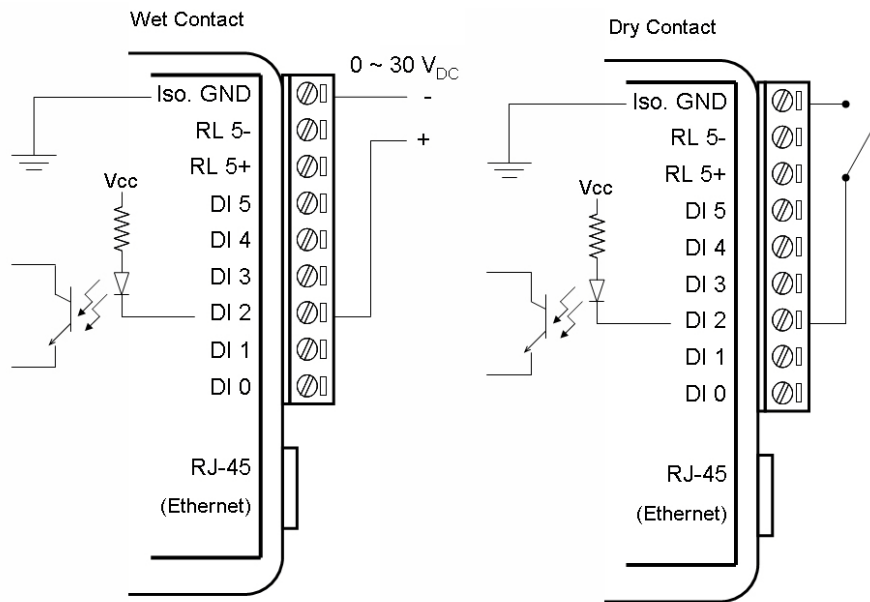 Wet Contact
0 ~ 30 VDC
-
+
Iso. GND
RL 5-
RL 5+
Vcc
DI 5
DI 4
DI 3
DI 2
DI 1
DI 0
RJ-45
(Ethernet)
Dry Contact
Iso. GND
RL 5-
RL 5+
Vcc
DI 5
DI 4
DI 3
DI 2
DI 1
DI 0
RJ-45
(Ethernet)